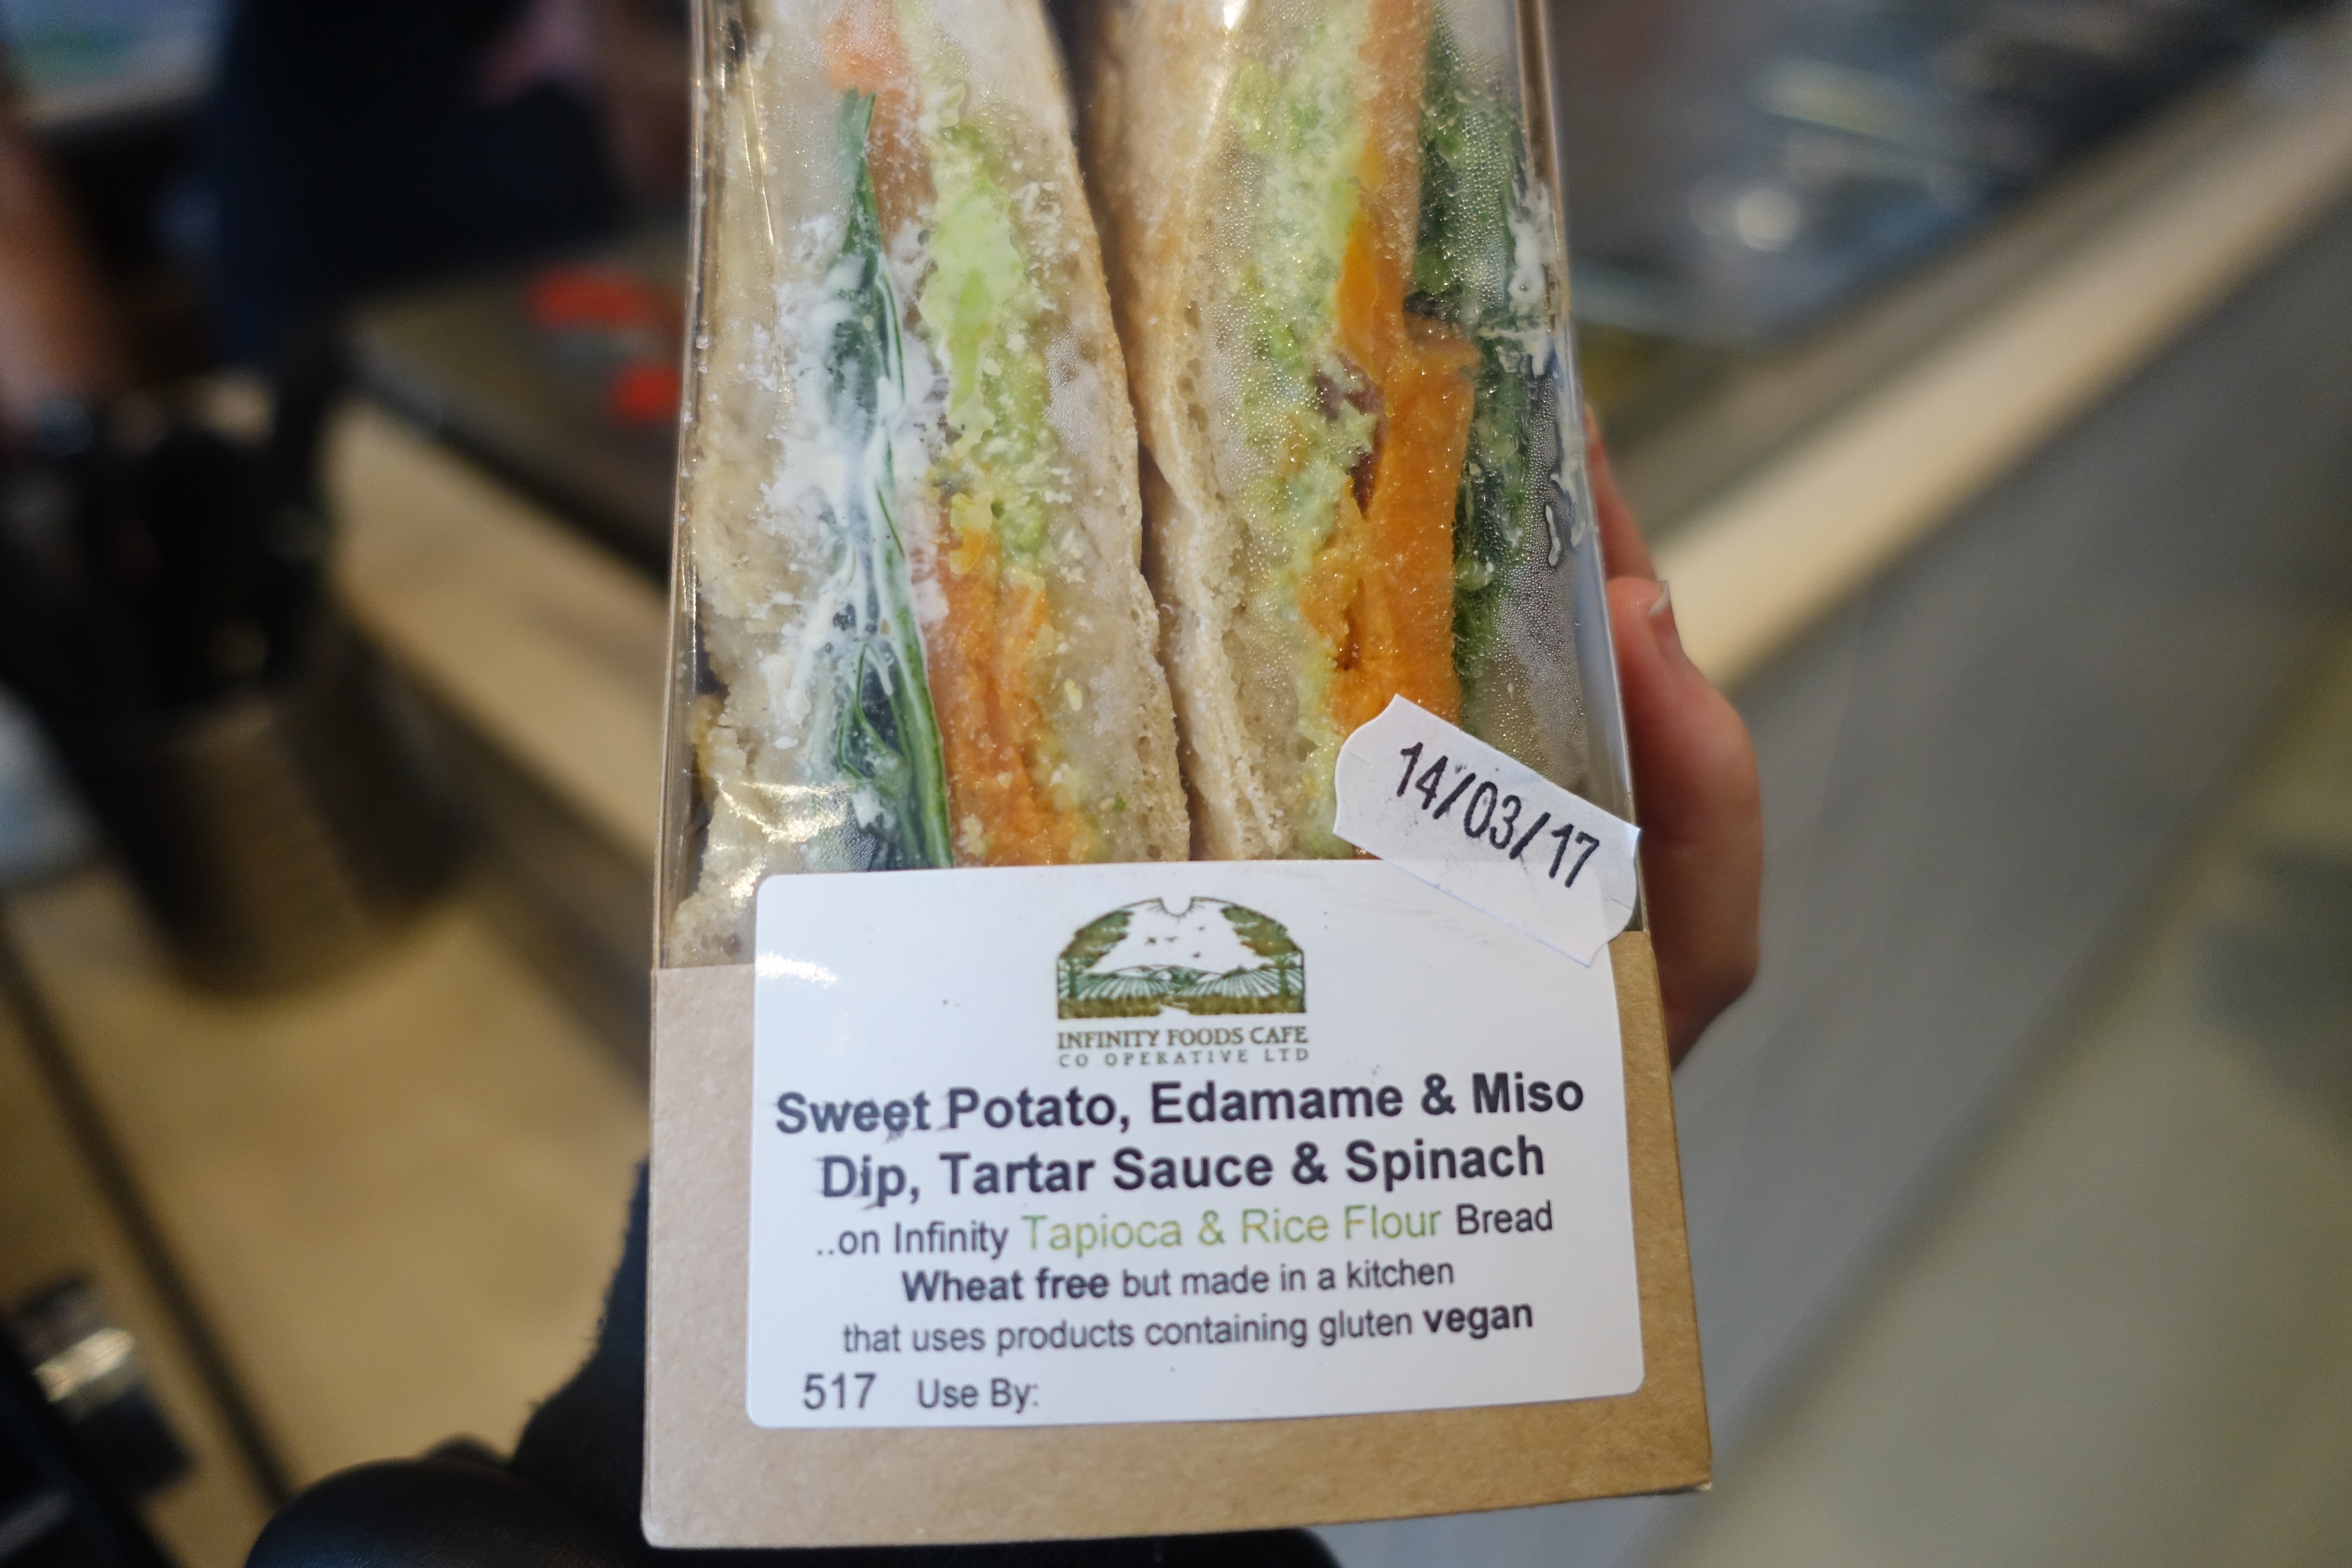 14/03/17
INFINITY FOODS CAFE
CO OPERATIVE LTD
Sweet Potato, Edamame & Miso
Dip, Tartar Sauce & Spinach
..on Infinity Tapioca & Rice Flour Bread
Wheat free but made in a kitchen
that uses products containing gluten vegan
517 Use By: